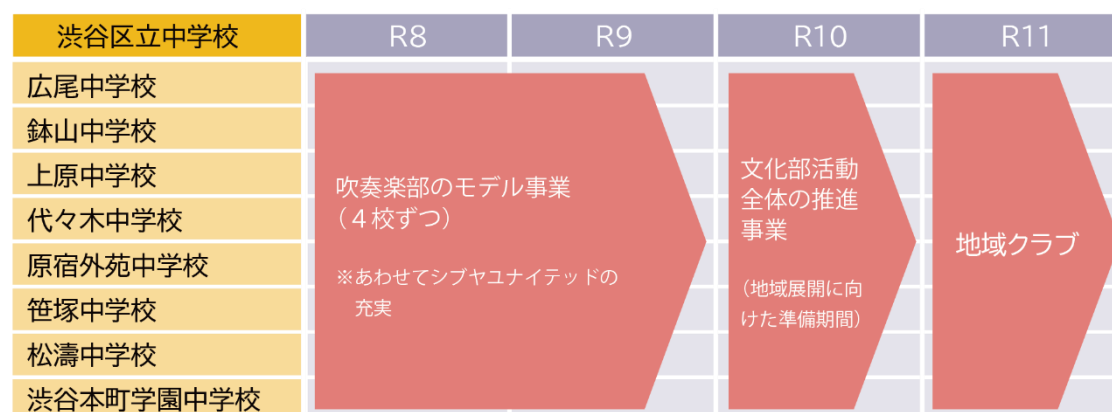 渋谷区立中学校 R8 R9 R10 R11
広尾中学校
鉢山中学校
上原中学校
代々木中学校
原宿外苑中学校
笹塚中学校
松濤中学校
渋谷本町学園中学校
吹奏楽部のモデル事業
（４校ずつ）
※あわせてシブヤユナイテッドの
充実
文化部活動
全体の推進
事業
（地域展開に向
けた準備期間）
地域クラブ